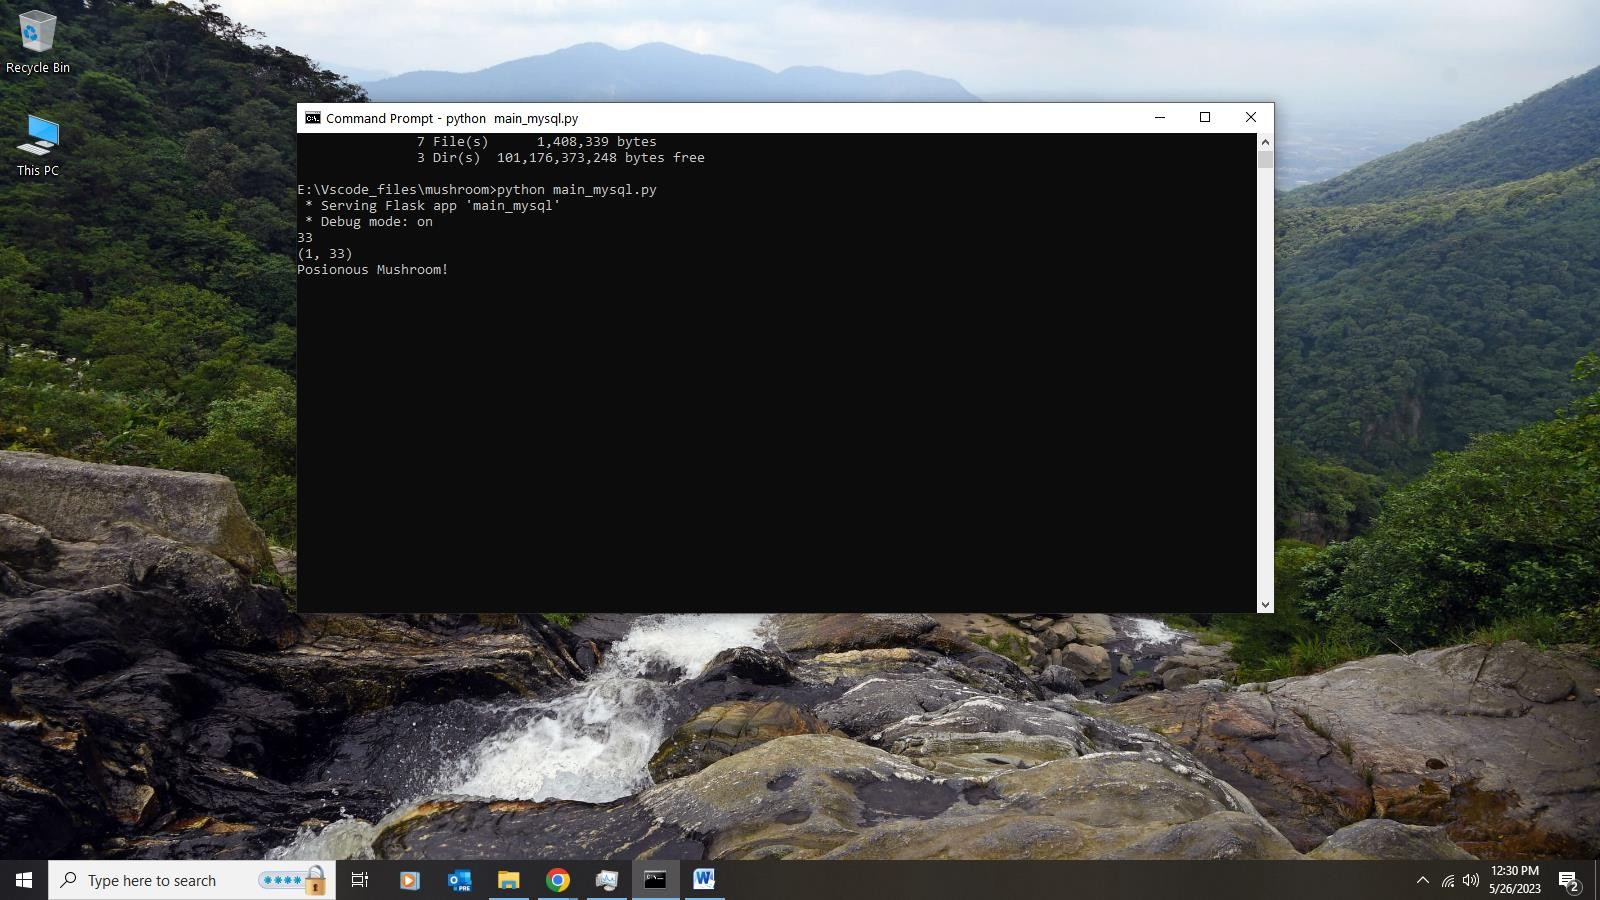 Recycle Bin
This PC
Command Prompt - python  main_mysql.py
7 File(s)      1,408,339 bytes
3 Dir(s)  101,176,373,248 bytes free
E:\Vscode_files\mushroom>python main_mysql.py
* Serving Flask app 'main_mysql'
* Debug mode: on
33
(1, 33)
Posionous Mushroom!
Type here to search
12:30 PM
5/26/2023
2